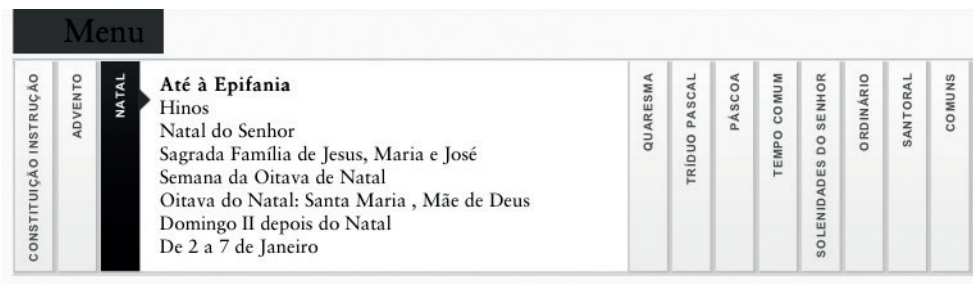 Menu
CONSTITUIÇÃO INSTRUÇÃO
ADVENTO
NATAL
Até à Epifania
Hinos
Natal do Senhor
Sagrada Família de Jesus, Maria e José
Semana da Oitava de Natal
Oitava do Natal: Santa Maria , Mãe de Deus
Domingo II depois do Natal
De 2 a 7 de Janeiro
QUARESMA
TRÍDUO PASCAL
PÁSCOA
TEMPO COMUM
SOLENIDADES DO SENHOR
ORDINÁRIO
SANTORAL
COMUNS